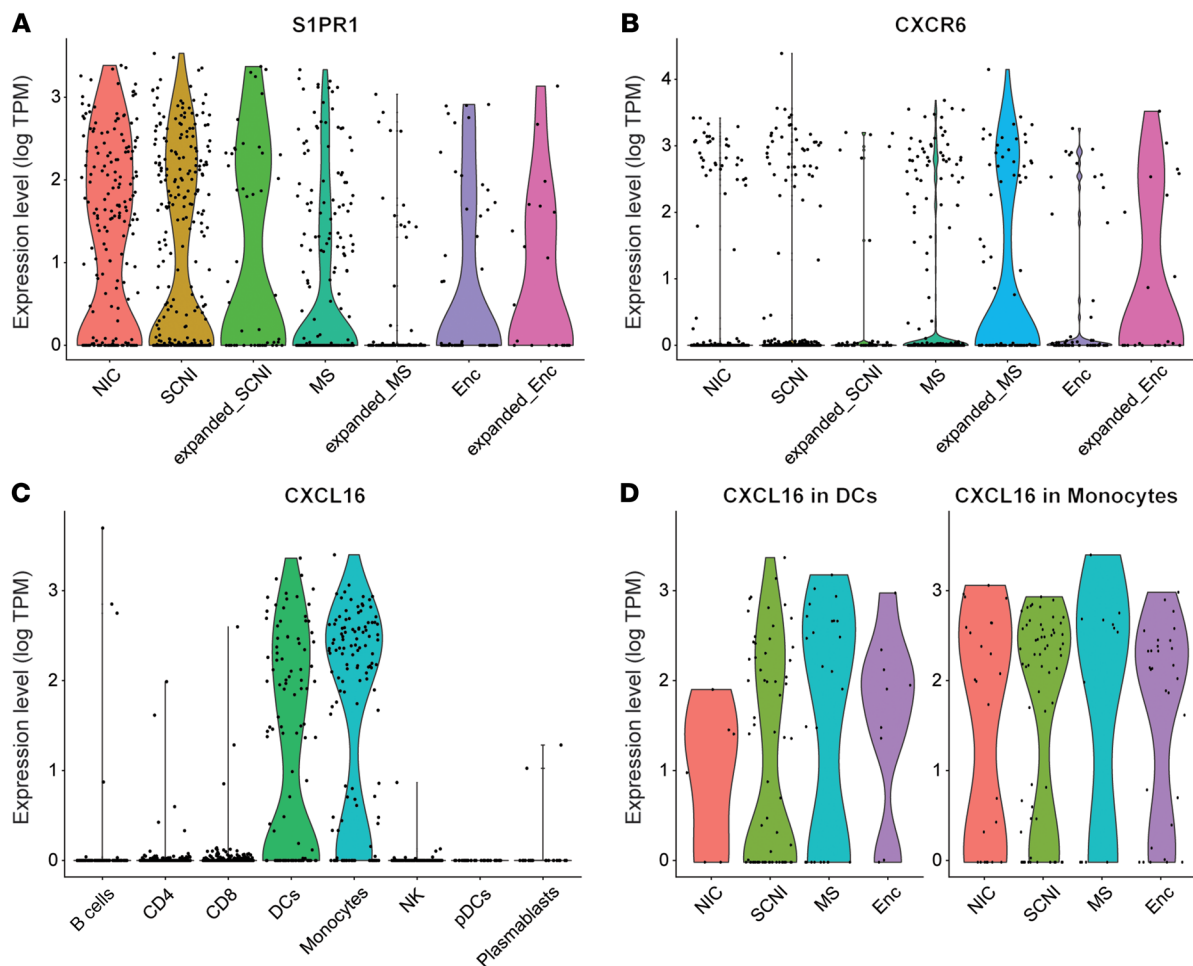 A
S1PR1
Expression level (log TPM)
3
2
1
0
NIC
SCNI
expanded_SCNI
MS
expanded_MS
Enc
expanded_Enc
B
CXCR6
Expression level (log TPM)
4
3
2
1
0
NIC
SCNI
expanded_SCNI
MS
expanded_MS
Enc
expanded_Enc
C
CXCL16
Expression level (log TPM)
3
2
1
0
B cells
CD4
CD8
DCs
Monocytes
NK
pDCs
Plasmablasts
D
CXCL16 in DCs
Expression level (log TPM)
3
2
1
0
NIC
SCNI
MS
Enc
CXCL16 in Monocytes
3
2
1
0
NIC
SCNI
MS
Enc